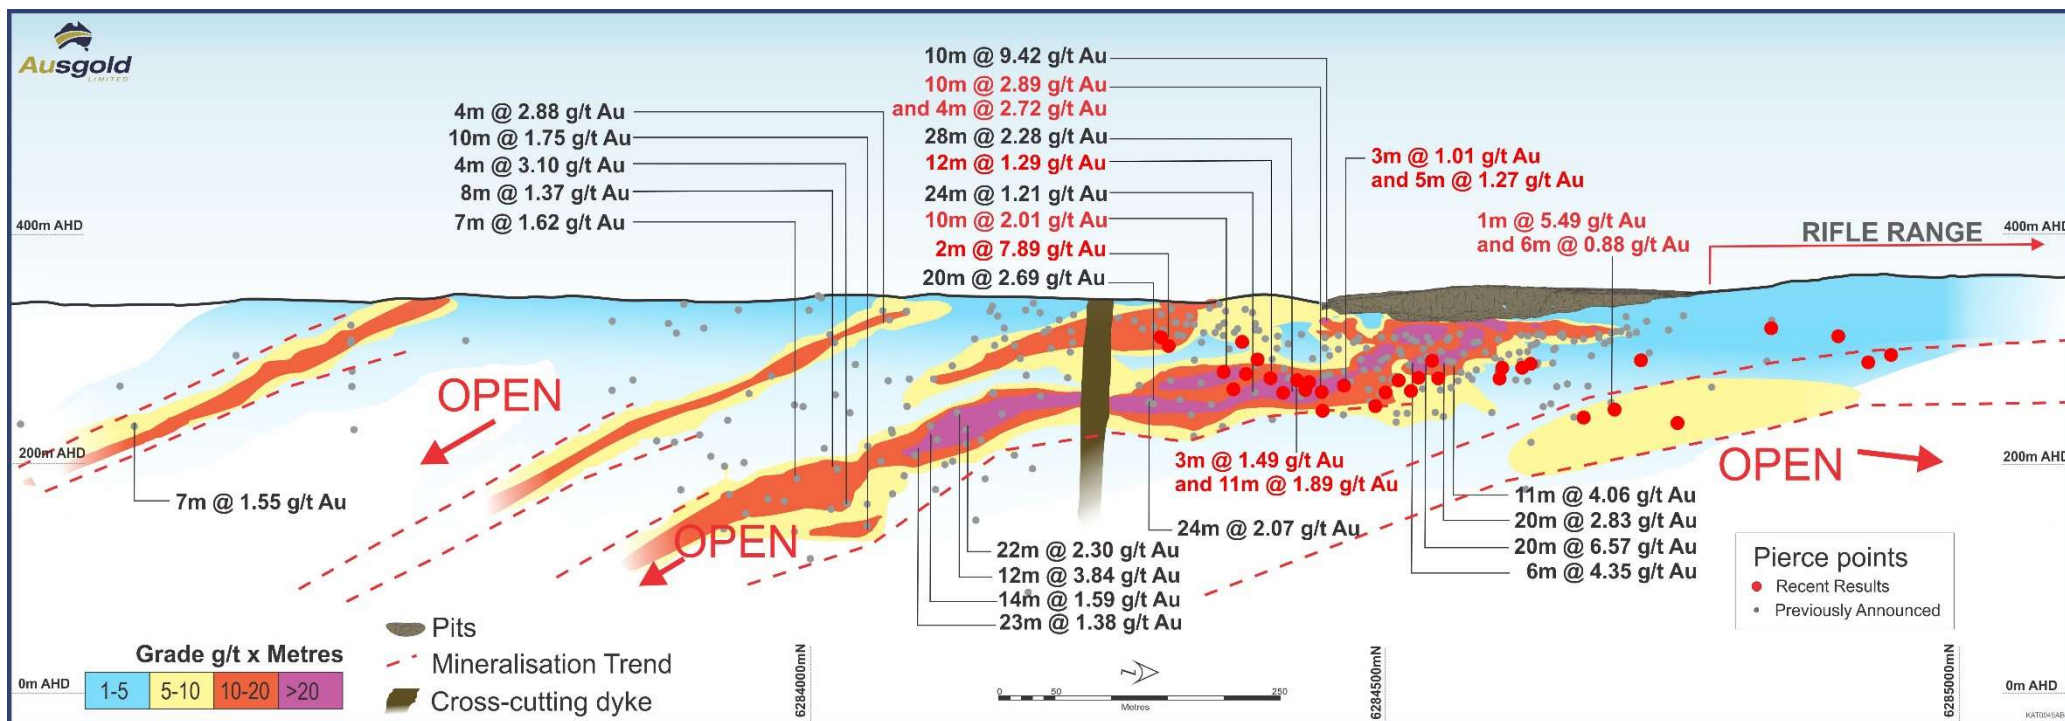 Ausgold
LIMITED
10m @ 9.42 g/t Au
10m @ 2.89 g/t Au
and 4m @ 2.72 g/t Au
28m @ 2.28 g/t Au
12m @ 1.29 g/t Au
24m @ 1.21 g/t Au
10m @ 2.01 g/t Au
2m @ 7.89 g/t Au
20m @ 2.69 g/t Au
4m @ 2.88 g/t Au
10m @ 1.75 g/t Au
4m @ 3.10 g/t Au
8m @ 1.37 g/t Au
7m @ 1.62 g/t Au
3m @ 1.01 g/t Au
and 5m @ 1.27 g/t Au
1m @ 5.49 g/t Au
and 6m @ 0.88 g/t Au
RIFLE RANGE
400m AHD
400m AHD
OPEN
200m AHD
200m AHD
OPEN
OPEN
7m @ 1.55 g/t Au
3m @ 1.49 g/t Au
and 11m @ 1.89 g/t Au
24m @ 2.07 g/t Au
22m @ 2.30 g/t Au
12m @ 3.84 g/t Au
14m @ 1.59 g/t Au
23m @ 1.38 g/t Au
11m @ 4.06 g/t Au
20m @ 2.83 g/t Au
20m @ 6.57 g/t Au
6m @ 4.35 g/t Au
Pierce points
Recent Results
Previously Announced
Pits
Mineralisation Trend
Cross-cutting dyke
Grade g/t x Metres
1-5 5-10 10-20 >20
0m AHD
0m AHD
6284000mN
6284500mN
6285000mN
Z
0 50 250
Metres